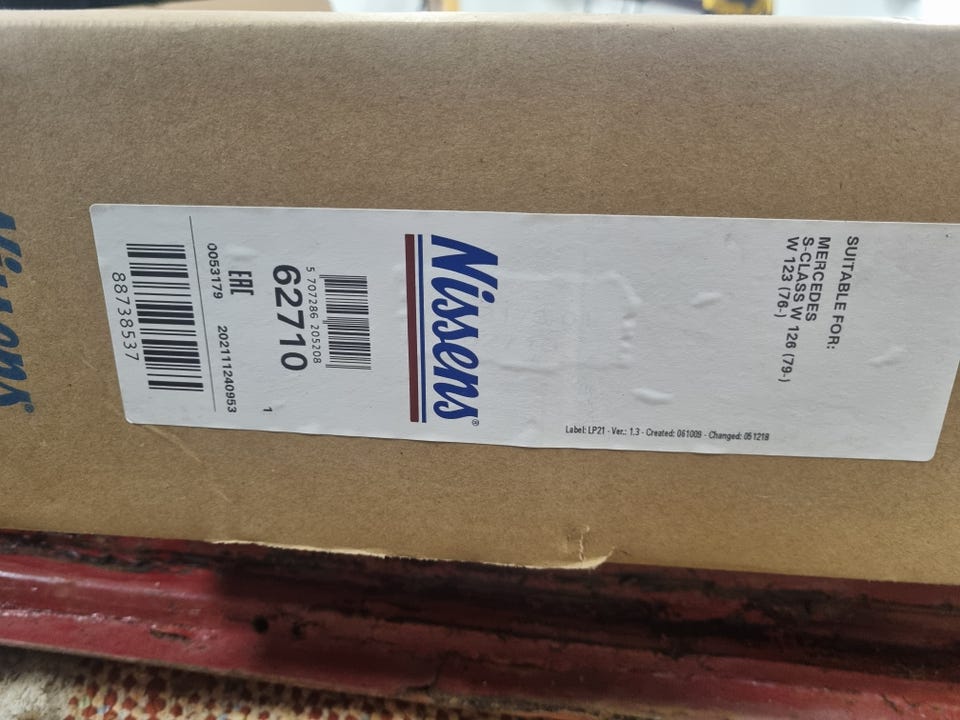 SUITABLE FOR:
MERCEDES
S-CLASS W 126 (79-)
W 123 (76-)
Label: LP21 - Ver.: 1.3 - Created: 061009 - Changed: 051218
Nissens®
5 707286 205208
62710
1
EAC
0053179 202111240953
88738537